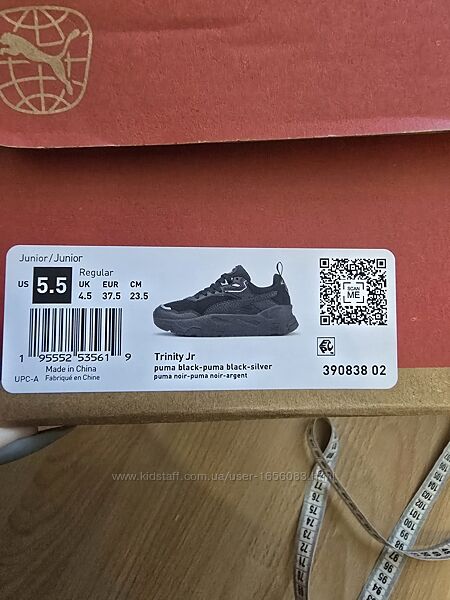 Junior/Junior
Regular
US 5.5 UK EUR CM
4.5 37.5 23.5
SCAN ME
1 95552 53561 9
UPC-A Made in China
Fabriqué en Chine
Trinity Jr
puma black-puma black-silver
puma noir-puma noir-argent
390838 02